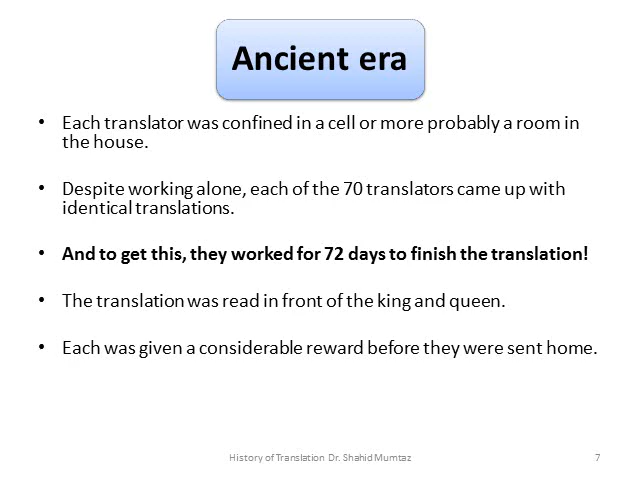 Ancient era
• Each translator was confined in a cell or more probably a room in
the house.
• Despite working alone, each of the 70 translators came up with
identical translations.
• And to get this, they worked for 72 days to finish the translation!
• The translation was read in front of the king and queen.
• Each was given a considerable reward before they were sent home.
History of Translation Dr. Shahid Mumtaz
7